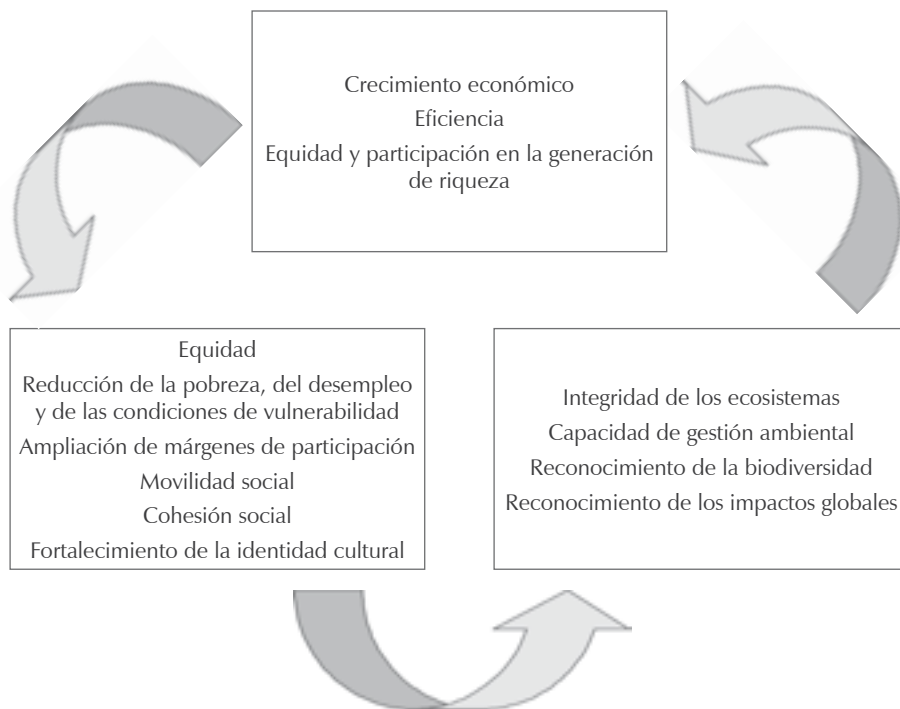 Crecimiento económico
Eficiencia
Equidad y participación en la generación
de riqueza
Equidad
Reducción de la pobreza, del desempleo
y de las condiciones de vulnerabilidad
Ampliación de márgenes de participación
Movilidad social
Cohesión social
Fortalecimiento de la identidad cultural
Integridad de los ecosistemas
Capacidad de gestión ambiental
Reconocimiento de la biodiversidad
Reconocimiento de los impactos globales